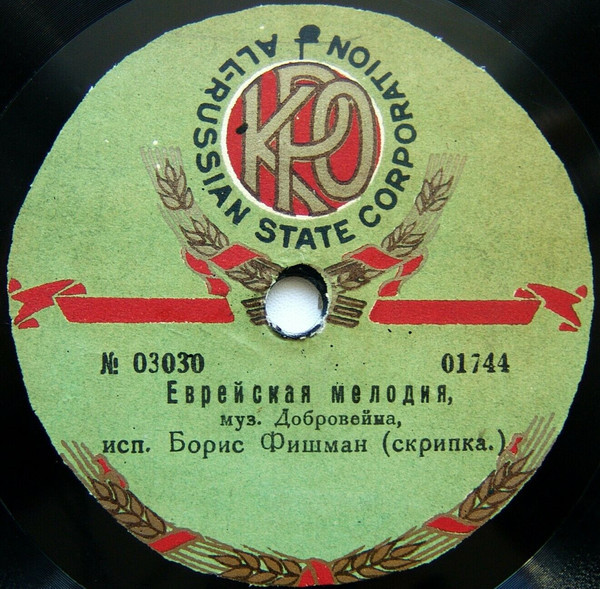 ALL-RUSSIAN STATE CORPORATION
КРО
№ 03030 01744
Еврейская мелодия,
муз. Добровейна,
исп. Борис Фишман (скрипка.)